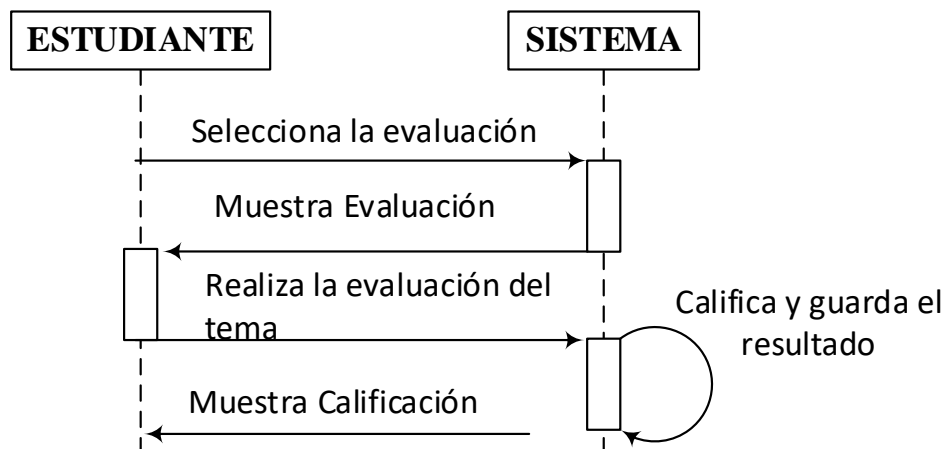 ESTUDIANTE
SISTEMA
Selecciona la evaluación
Muestra Evaluación
Realiza la evaluación del
tema
Califica y guarda el
resultado
Muestra Calificación